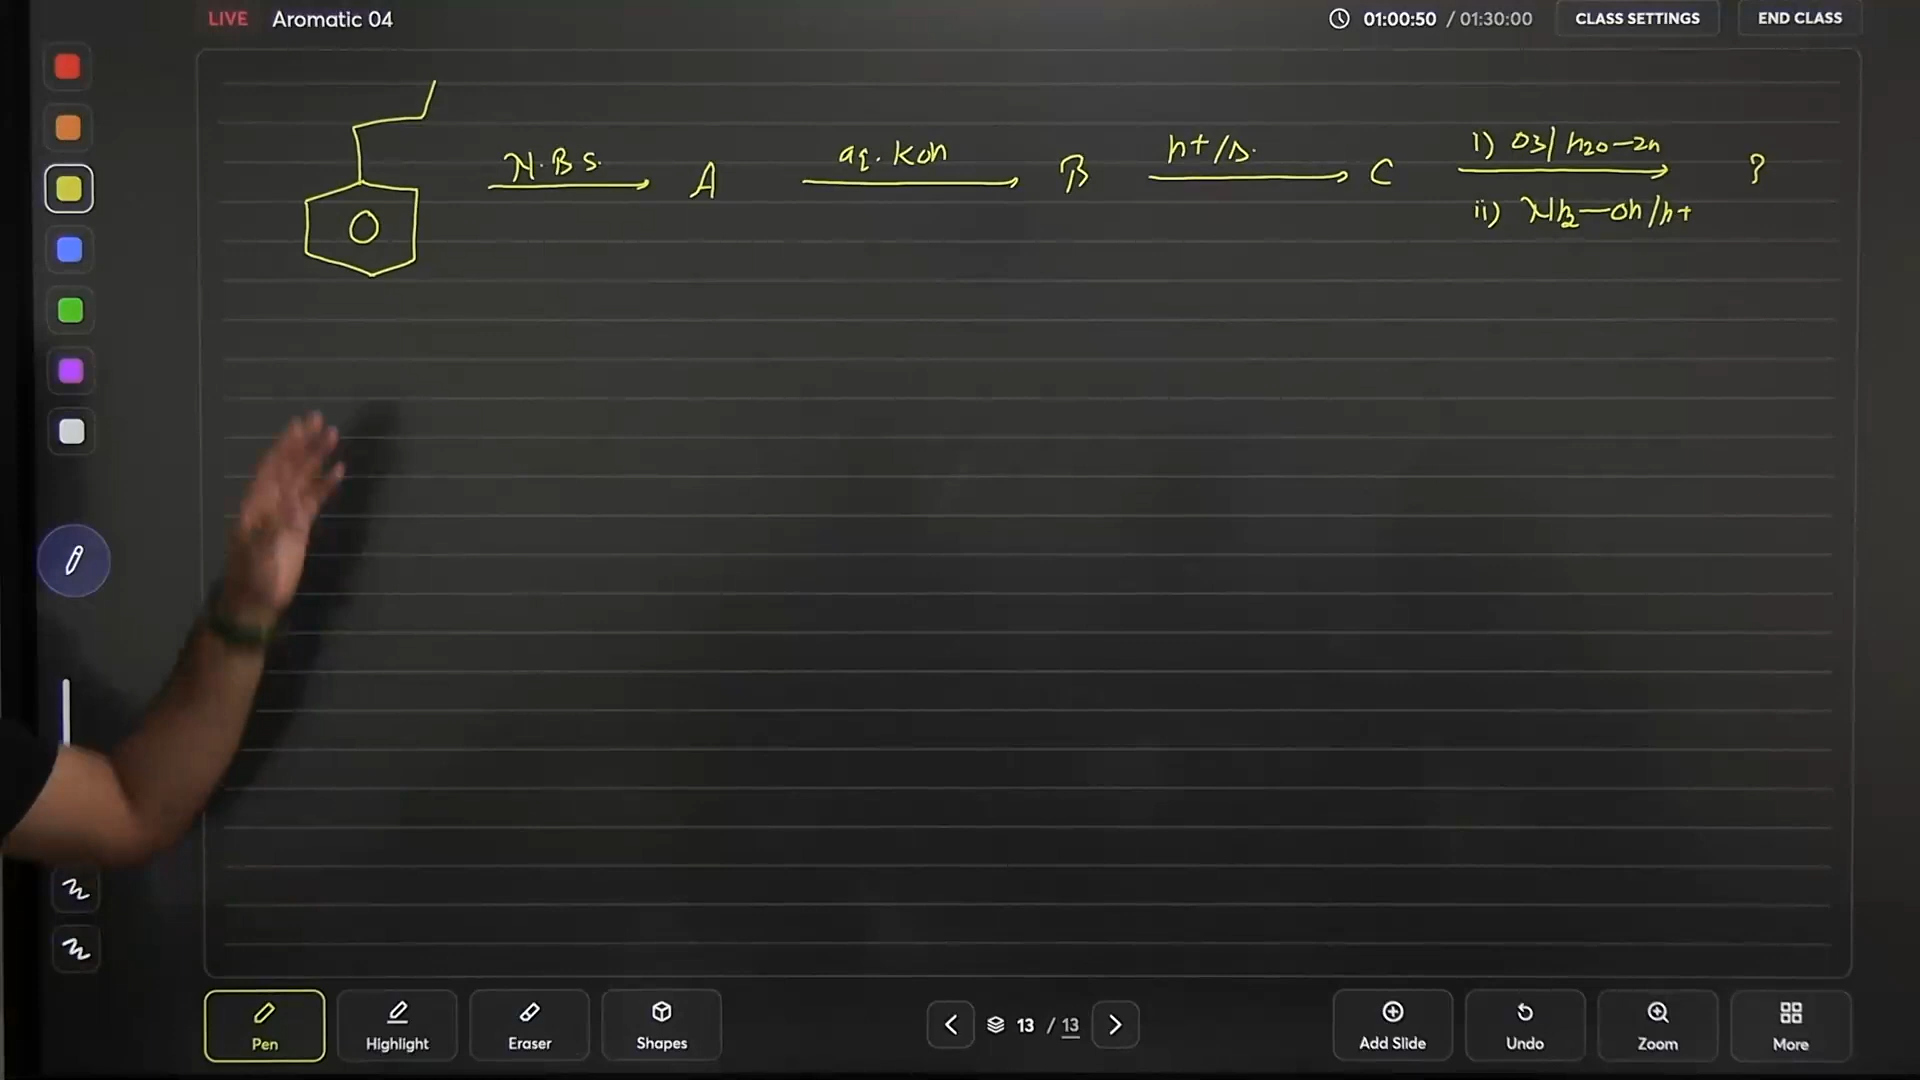 LIVE Aromatic 04 01:00:50 / 01:30:00 CLASS SETTINGS END CLASS
N.B S. A aq. KOH B H+/Δ. C i) O3/H2O-Zn ?
ii) NH2-OH/H+
Pen Highlight Eraser Shapes 13 / 13 Add Slide Undo Zoom More